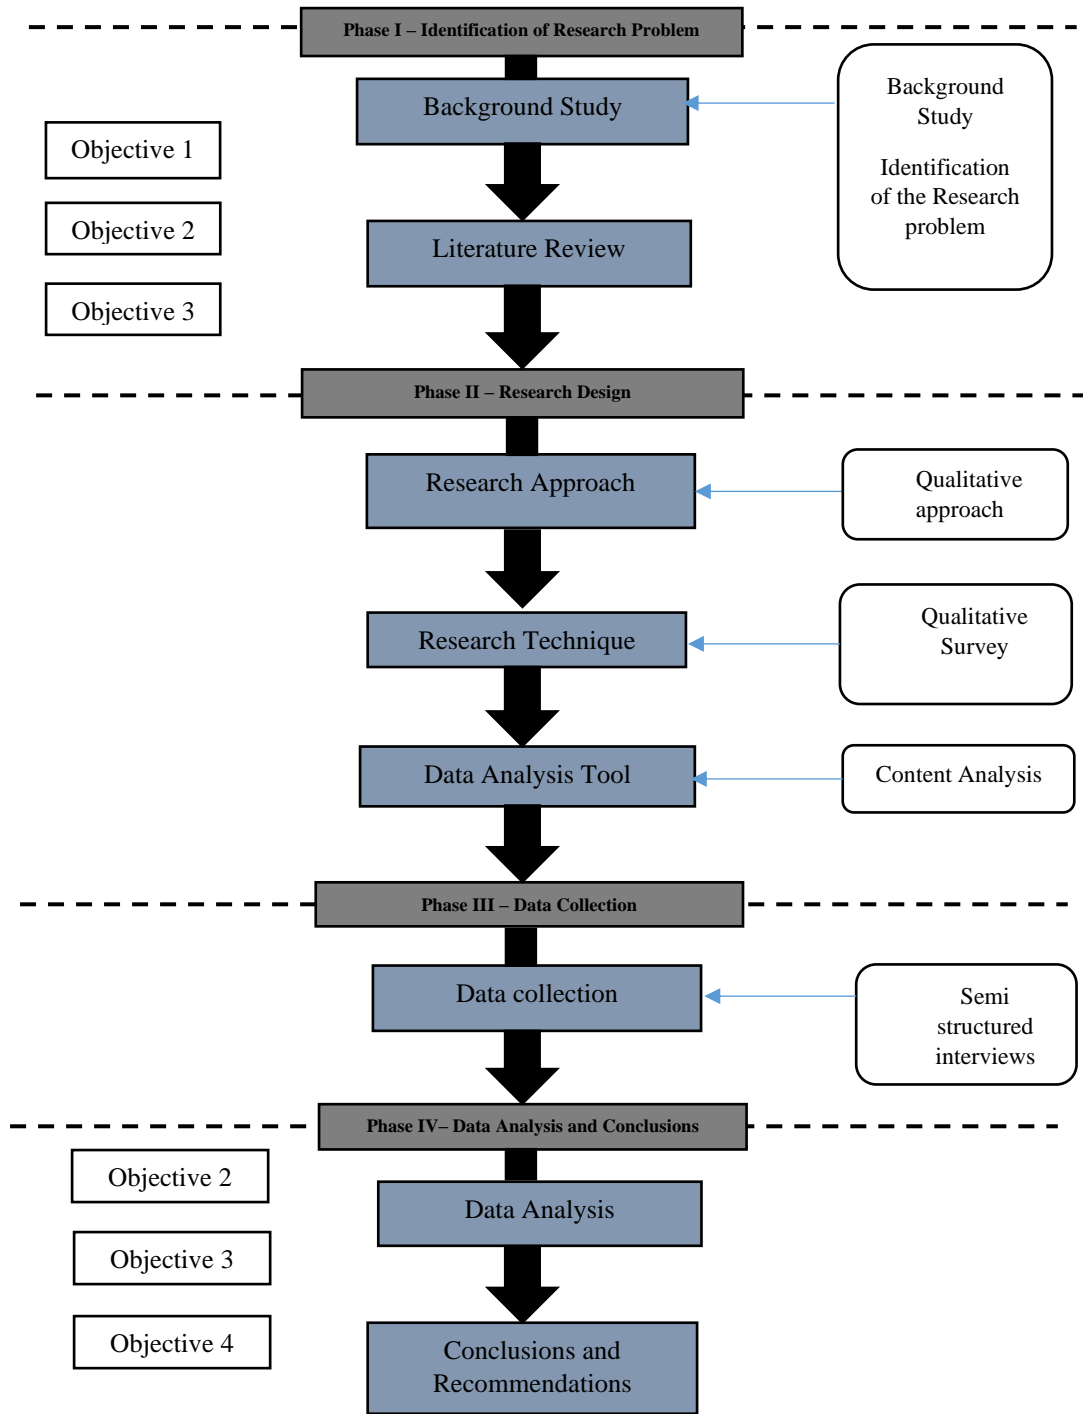 Phase I – Identification of Research Problem
Background Study
Background
Study
Identification
of the Research
problem
Objective 1
Objective 2
Literature Review
Objective 3
Phase II – Research Design
Research Approach
Qualitative
approach
Research Technique
Qualitative
Survey
Data Analysis Tool
Content Analysis
Phase III – Data Collection
Data collection
Semi
structured
interviews
Phase IV– Data Analysis and Conclusions
Objective 2
Data Analysis
Objective 3
Objective 4
Conclusions and
Recommendations